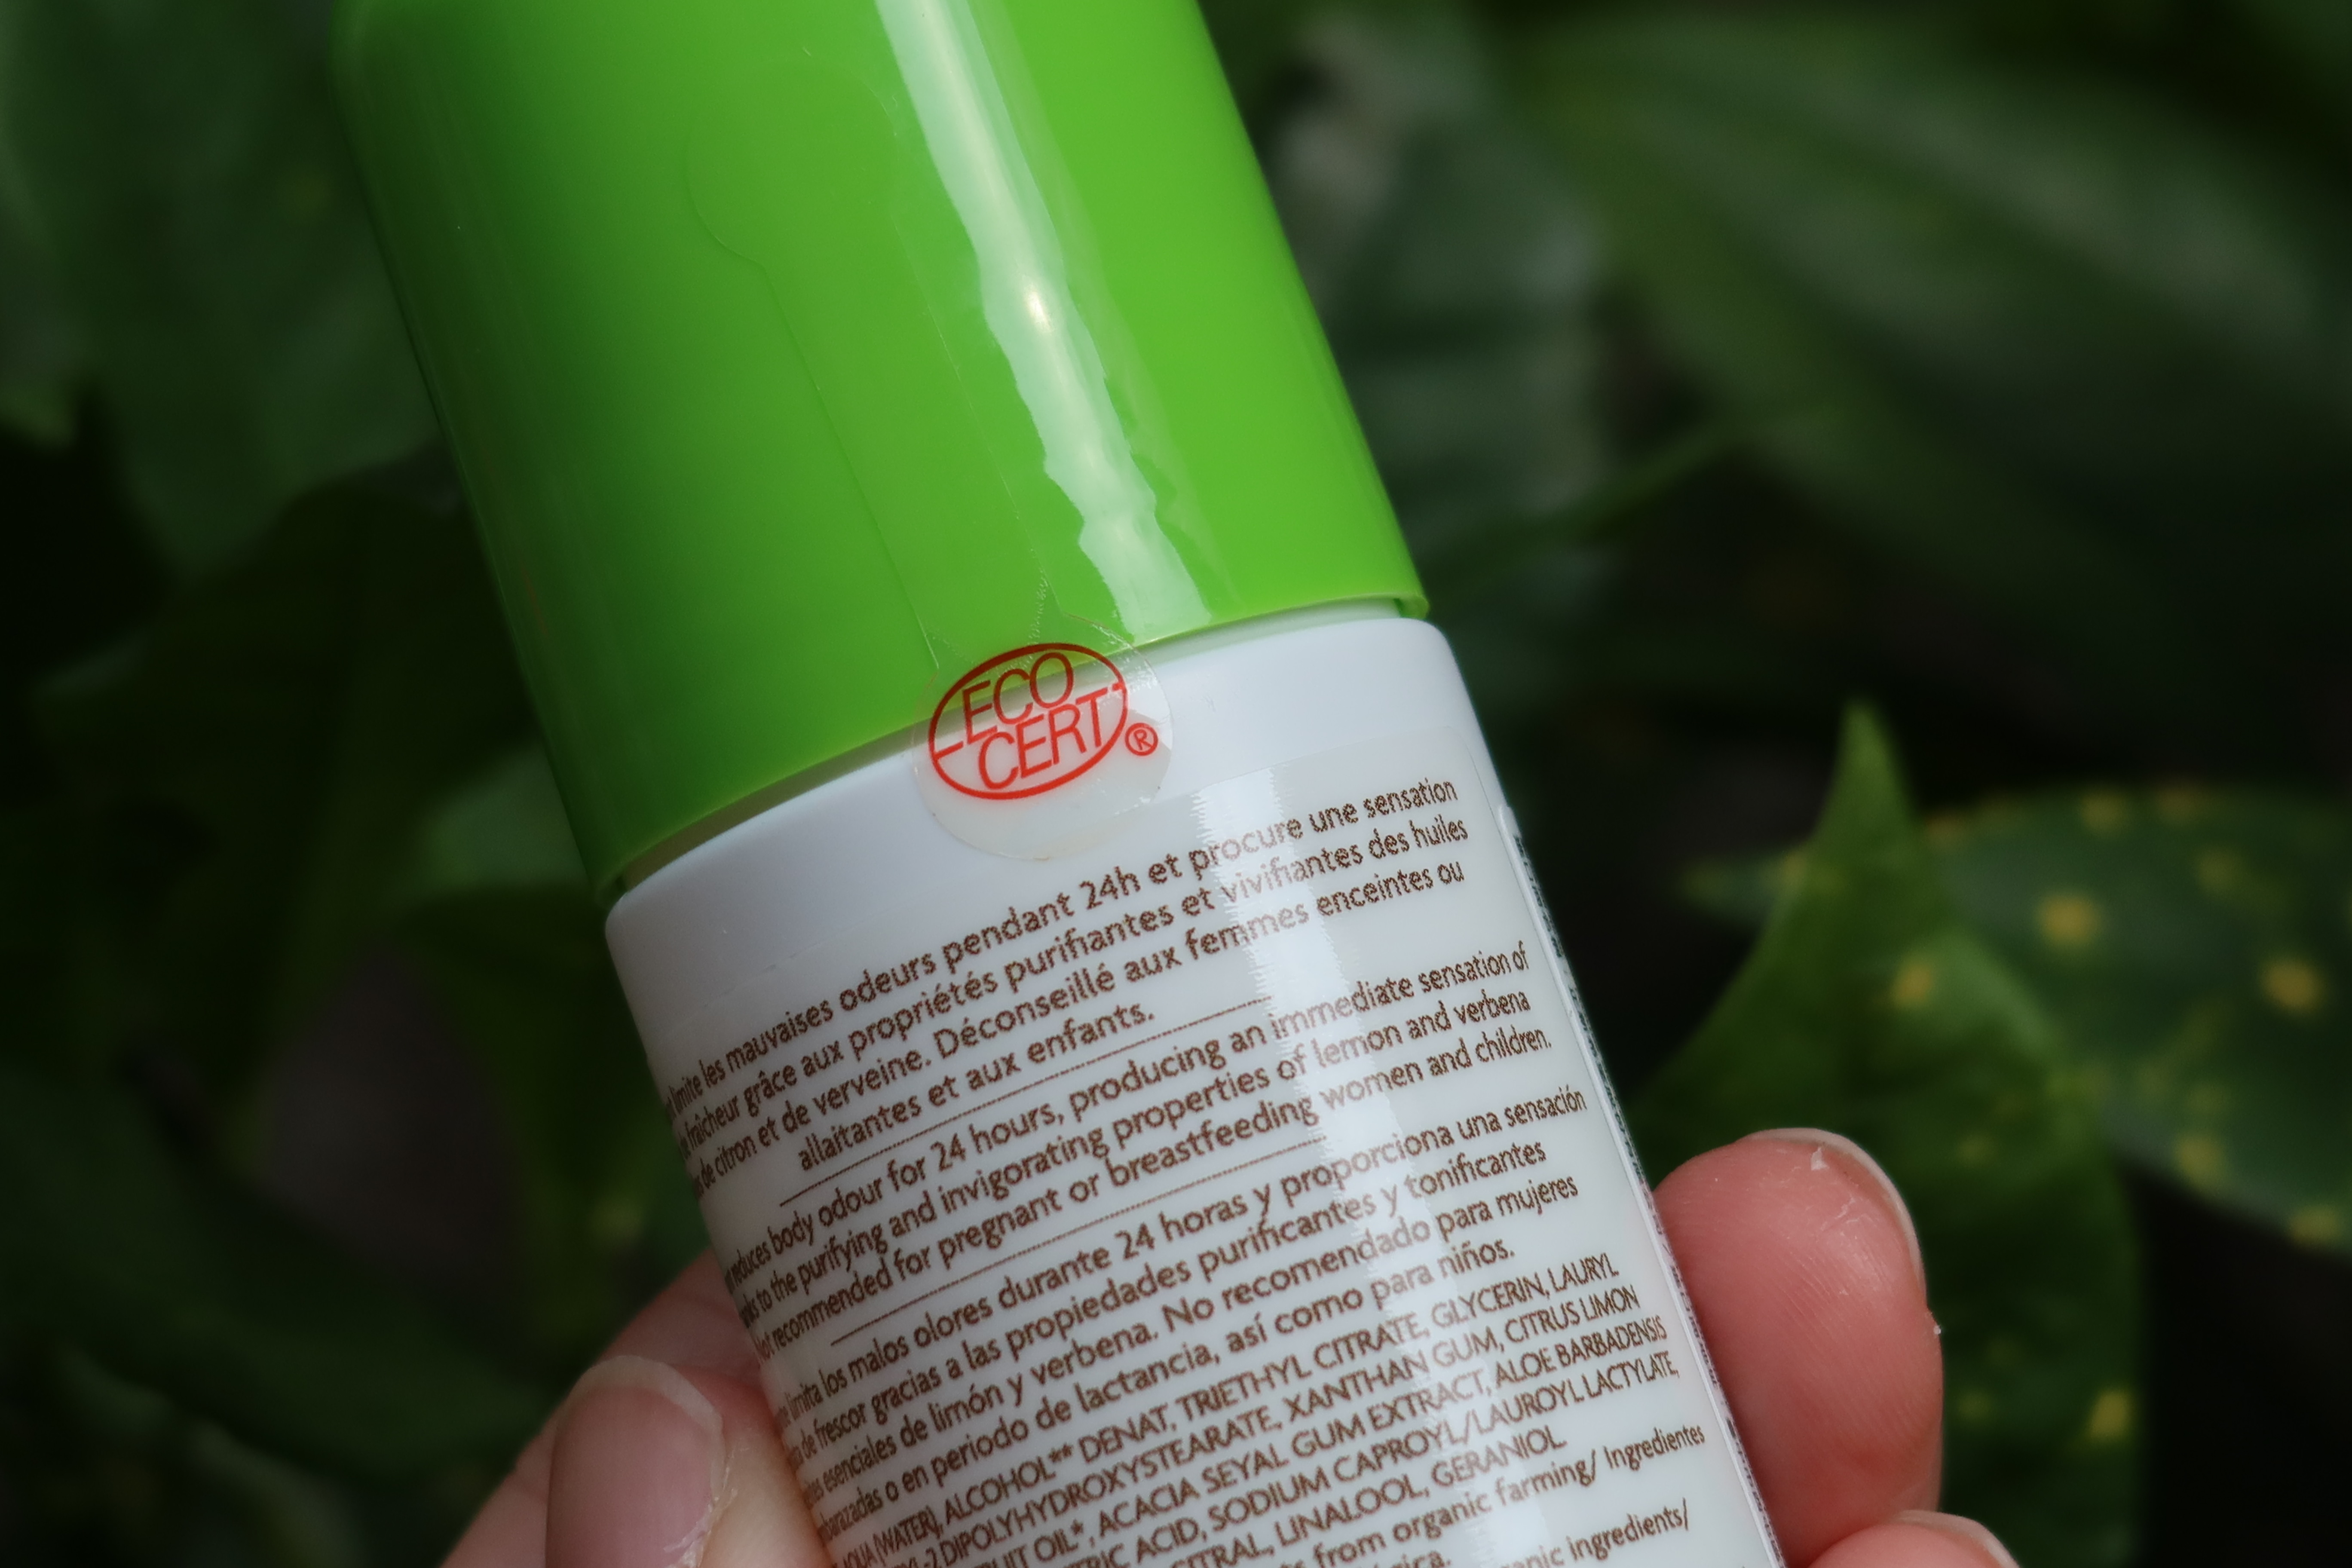 ECO
CERT®
limite les mauvaises odeurs pendant 24h et procure une sensation
fraîcheur grâce aux propriétés purifiantes et vivifiantes des huiles
de citron et de verveine. Déconseillé aux femmes enceintes ou
allaitantes et aux enfants.
reduces body odour for 24 hours, producing an immediate sensation of
to the purifying and invigorating properties of lemon and verbena
recommended for pregnant or breastfeeding women and children.
limita los malos olores durante 24 horas y proporciona una sensación
de frescor gracias a las propiedades purificantes y tonificantes
esenciales de limón y verbena. No recomendado para mujeres
o en periodo de lactancia, así como para niños.
(WATER), ALCOHOL** DENAT, TRIETHYL CITRATE, GLYCERIN, LAURYL
DIPOLYHYDROXYSTEARATE, XANTHAN GUM, CITRUS LIMON
OIL*, ACACIA SEYAL GUM EXTRACT, ALOE BARBADENSIS
ACID, SODIUM CAPROYL/LAUROYL LACTYLATE,
CITRAL, LINALOOL, GERANIOL
from organic farming/ Ingredientes
ingredients/